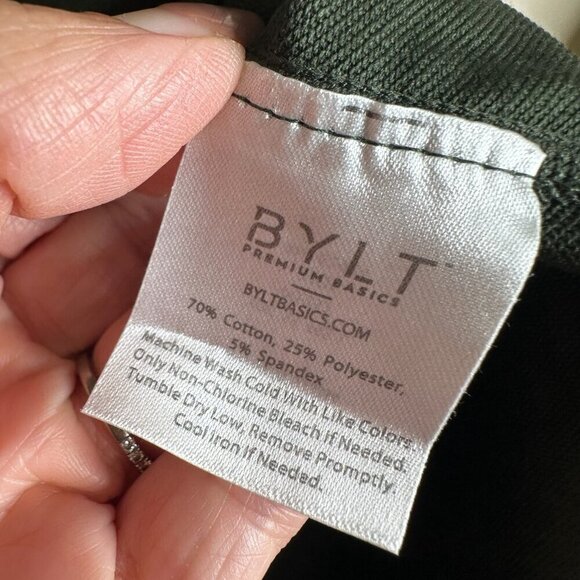 BYLT™
PREMIUM BASICS
BYLTBASICS.COM
70% Cotton, 25% Polyester,
5% Spandex
Machine Wash Cold With Like Colors.
Only Non-Chlorine Bleach if Needed.
Tumble Dry Low, Remove Promptly.
Cool iron if Needed.